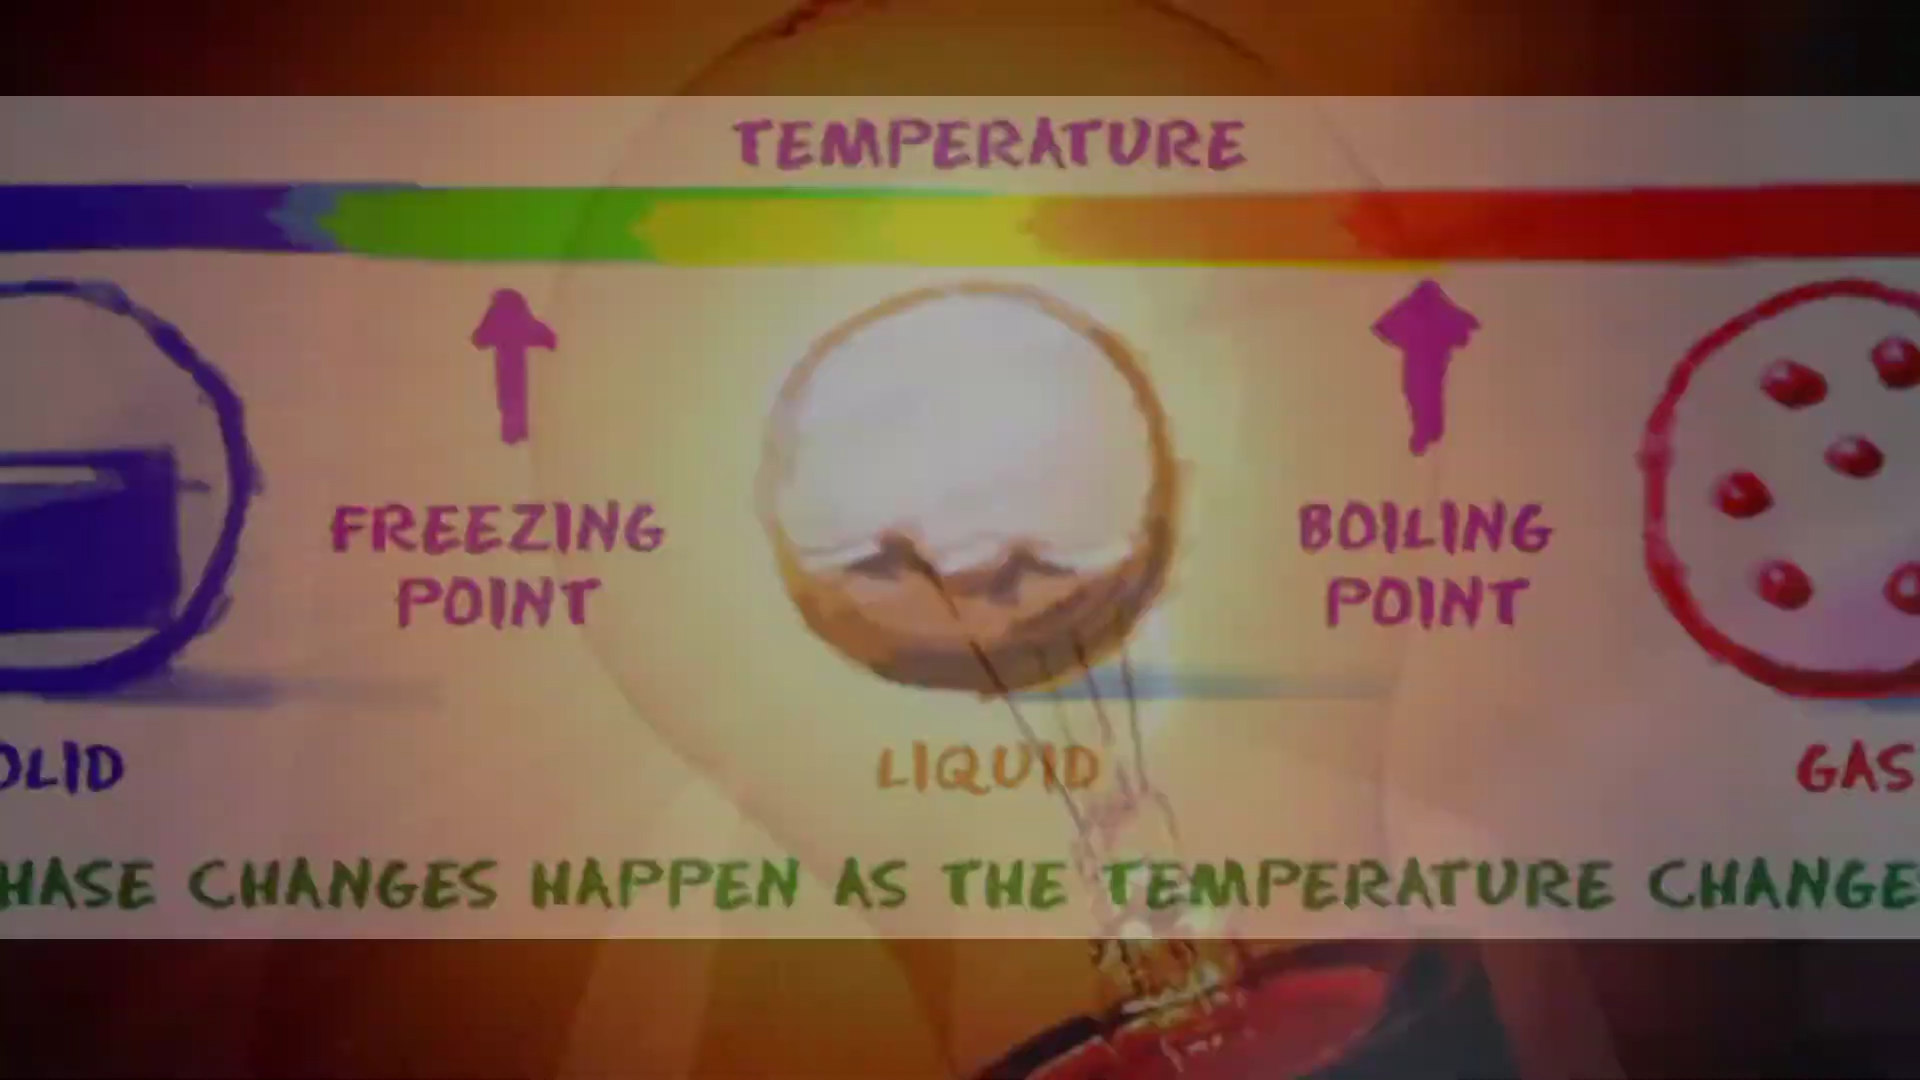 TEMPERATURE
FREEZING
POINT
BOILING
POINT
OLID
LIQUID
GAS
HASE CHANGES HAPPEN AS THE TEMPERATURE CHANGE